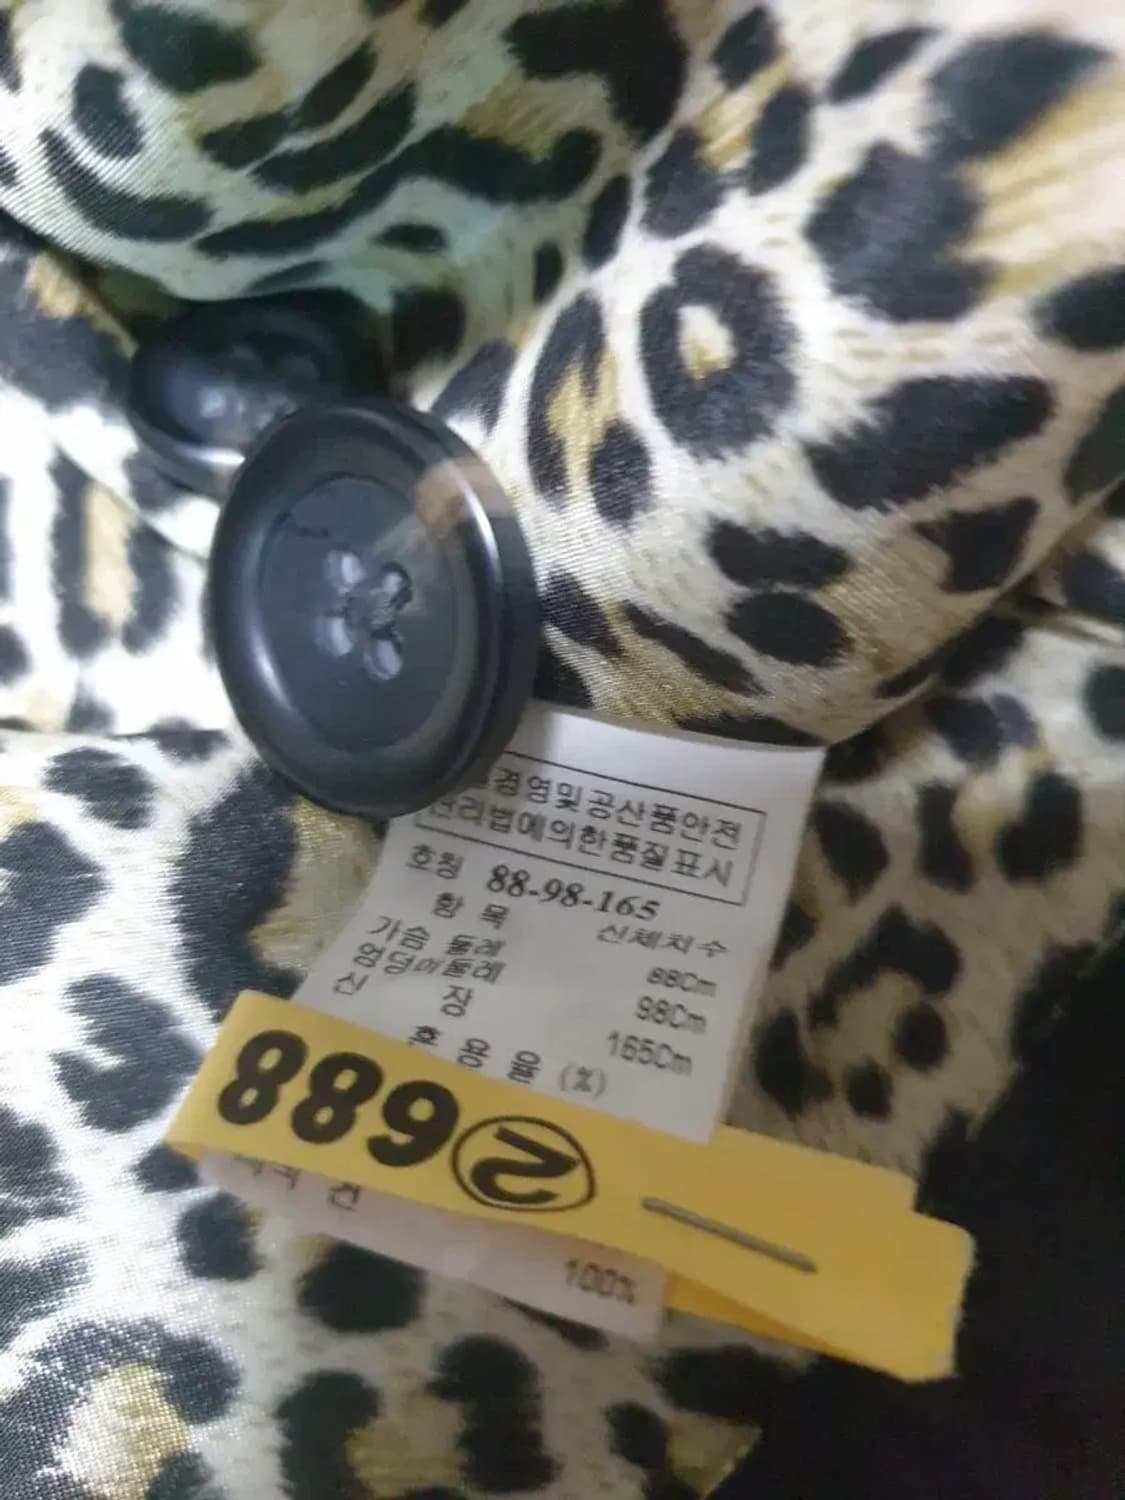 경영및공산품안전
관리법에의한품질표시
호칭 88-98-165
항 목 신체치수
가슴 둘레 88Cm
엉덩이둘레 98Cm
신 장 165Cm
혼 용 율 (%)
②688
100%